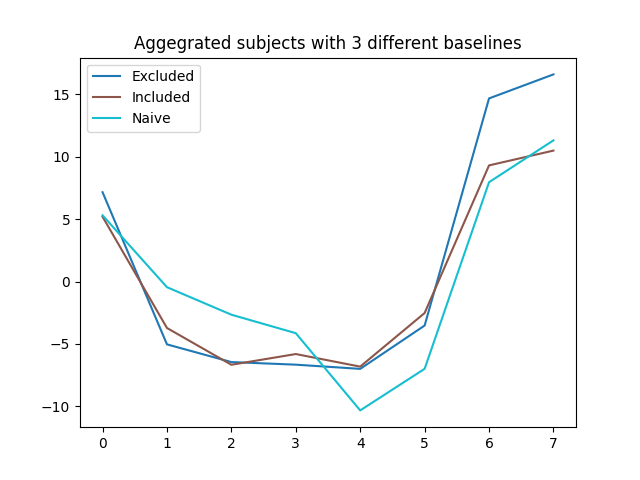 Aggegrated subjects with 3 different baselines
Excluded
Included
Naive
15
10
5
0
−5
−10
0 1 2 3 4 5 6 7